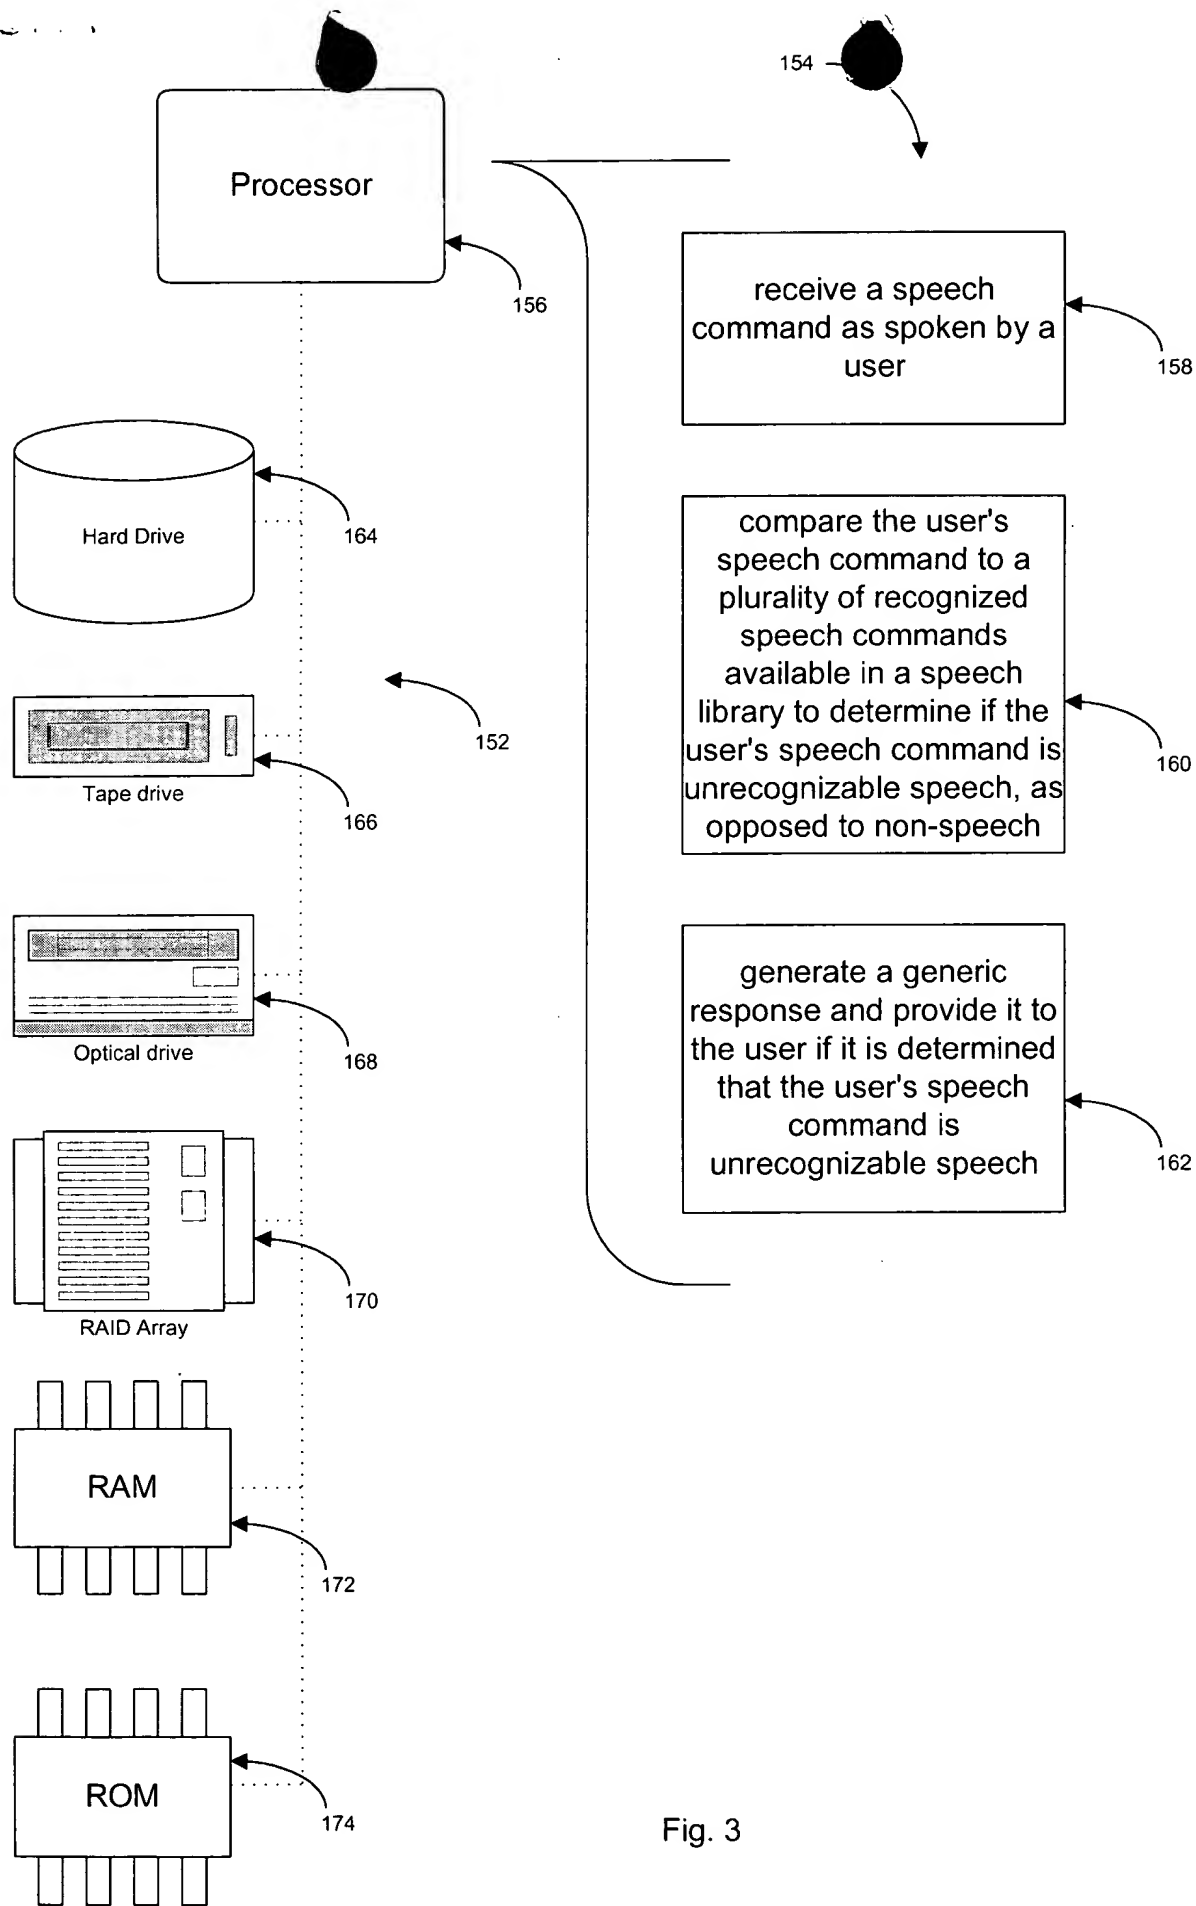 154
Processor
156
receive a speech
command as spoken by a
user
158
Hard Drive
164
compare the user's
speech command to a
plurality of recognized
speech commands
available in a speech
library to determine if the
user's speech command is
unrecognizable speech, as
opposed to non-speech
160
152
Tape drive
166
Optical drive
168
generate a generic
response and provide it to
the user if it is determined
that the user's speech
command is
unrecognizable speech
162
RAID Array
170
RAM
172
ROM
174
Fig. 3